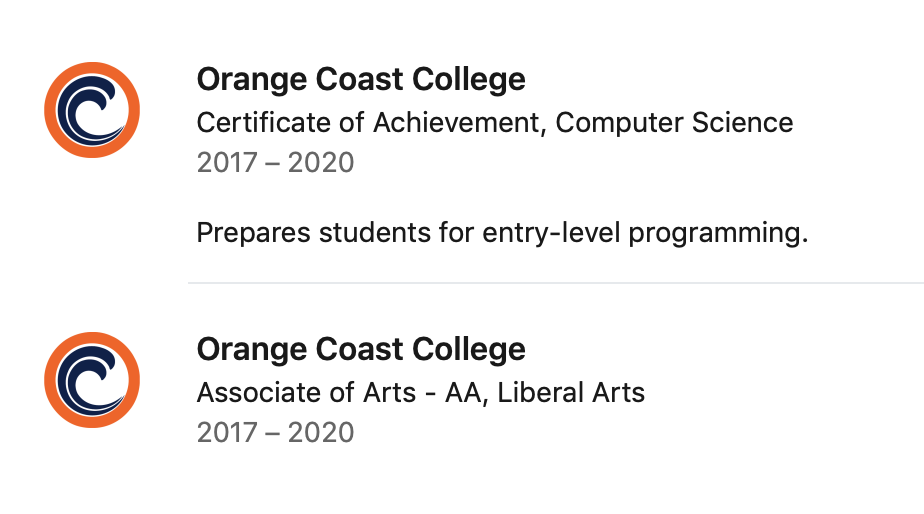 Orange Coast College
Certificate of Achievement, Computer Science
2017 – 2020
Prepares students for entry-level programming.
Orange Coast College
Associate of Arts - AA, Liberal Arts
2017 – 2020